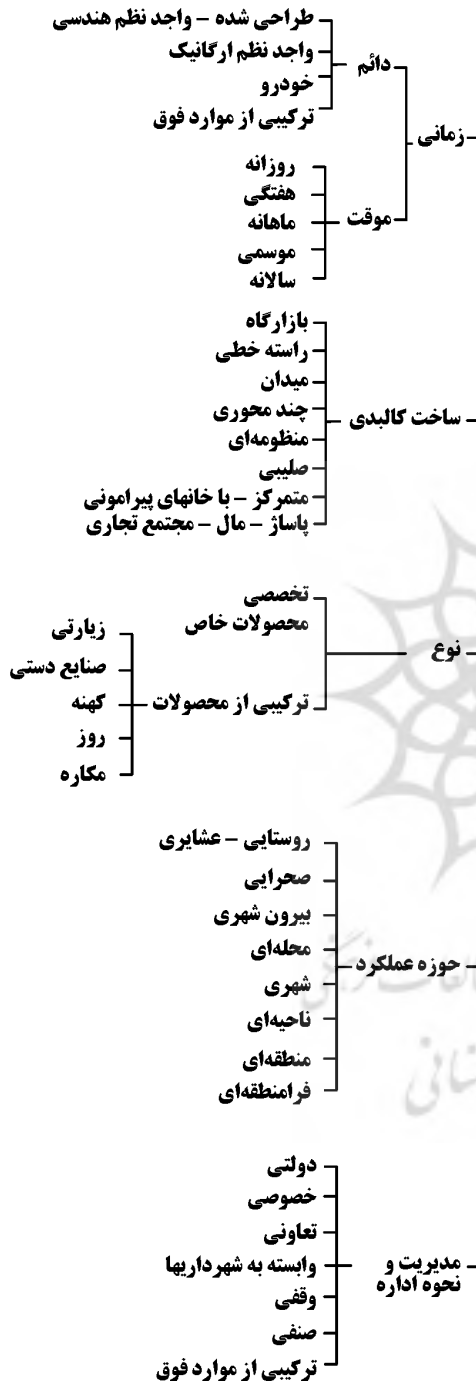 زمانی
دائم
طراحی شده – واجد نظم هندسی
واجد نظم ارگانیک
خودرو
ترکیبی از موارد فوق
موقت
روزانه
هفتگی
ماهانه
موسمی
سالانه
ساخت کالبدی
بازارگاه
راسته خطی
میدان
چند محوری
منظومه‌ای
صلیبی
متمرکز – با خانهای پیرامونی
پاساژ – مال – مجتمع تجاری
نوع
تخصصی
محصولات خاص
ترکیبی از محصولات
زیارتی
صنایع دستی
کهنه
روز
مکاره
حوزه عملکرد
روستایی – عشایری
صحرایی
بیرون شهری
محله‌ای
شهری
ناحیه‌ای
منطقه‌ای
فرامنطقه‌ای
مدیریت و
نحوه اداره
دولتی
خصوصی
تعاونی
وابسته به شهرداریها
وقفی
صنفی
ترکیبی از موارد فوق